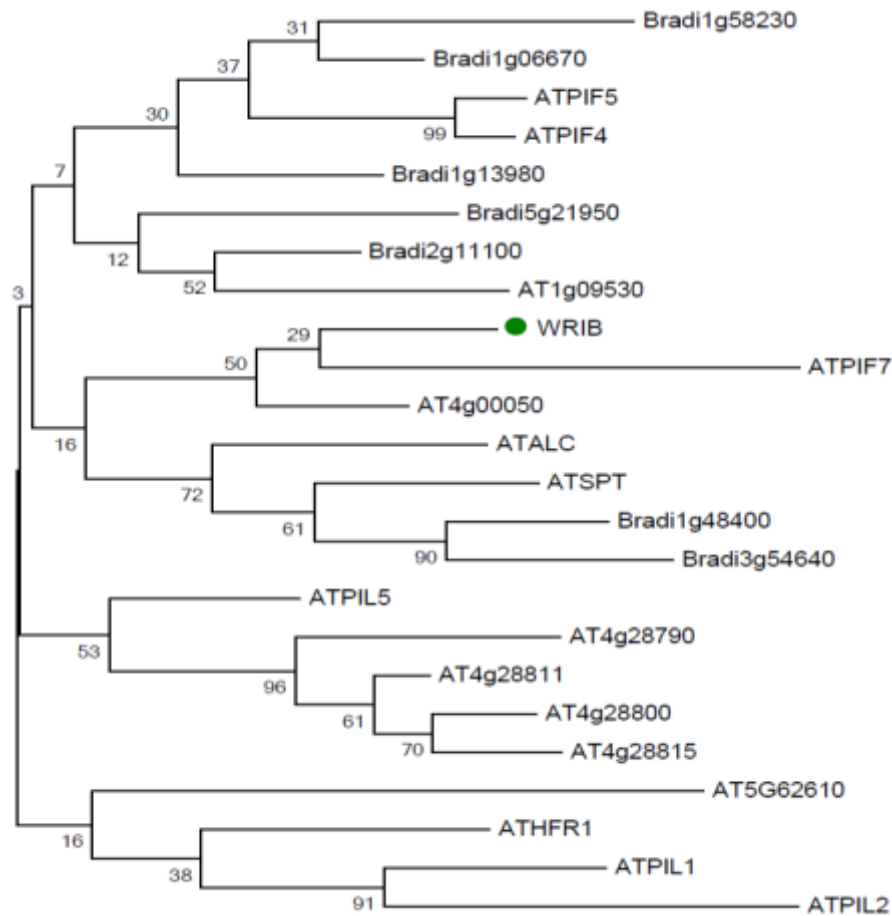 31
Bradi1g58230
37
Bradi1g06670
30
ATPIF5
99
ATPIF4
7
Bradi1g13980
Bradi5g21950
12
Bradi2g11100
52
AT1g09530
3
29
WRIB
50
ATPIF7
16
AT4g00050
ATALC
72
ATSPT
61
Bradi1g48400
90
Bradi3g54640
ATPIL5
53
AT4g28790
96
AT4g28811
61
AT4g28800
70
AT4g28815
AT5G62610
16
ATHFR1
38
ATPIL1
91
ATPIL2